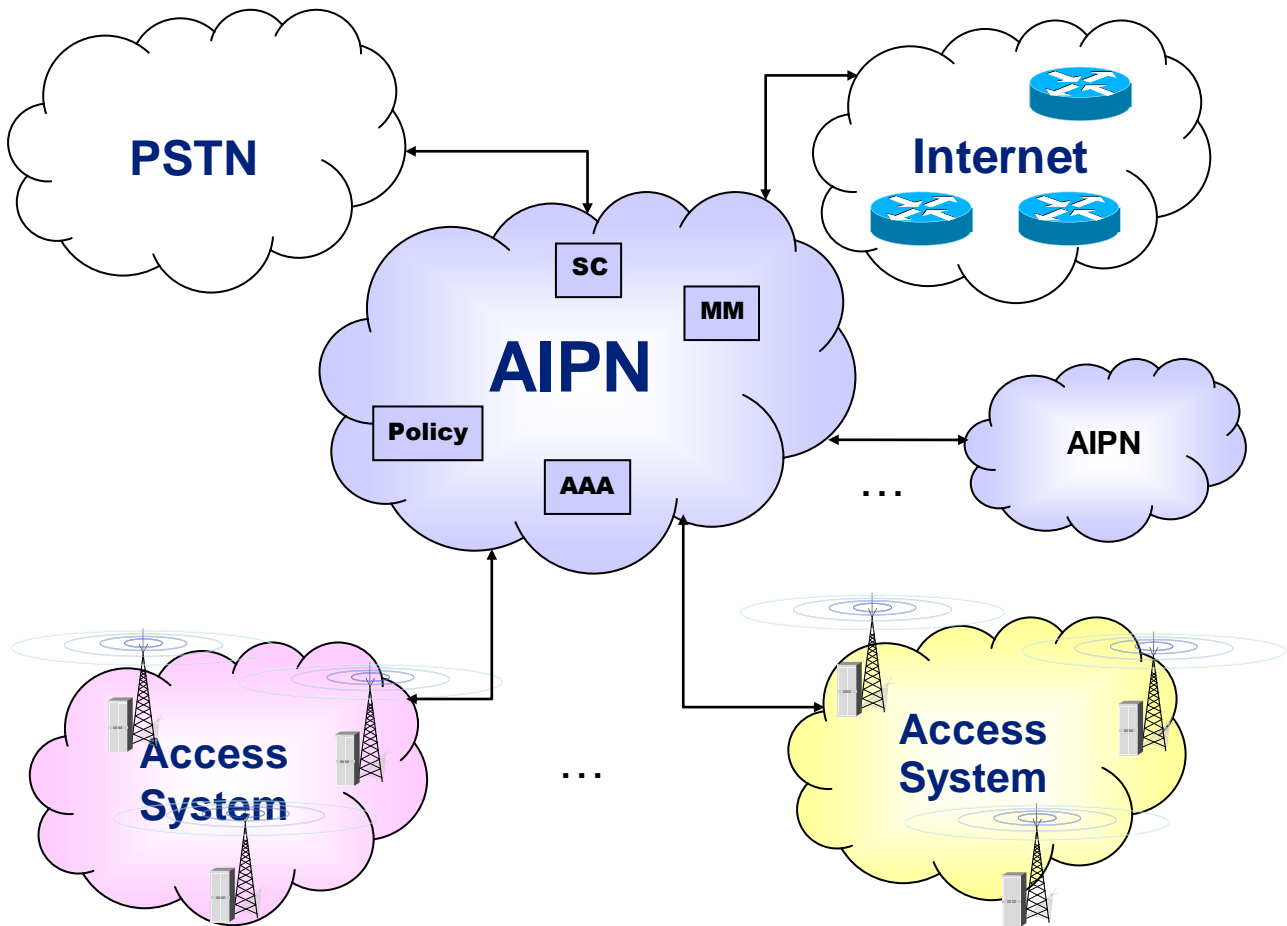 PSTN
Internet
SC
MM
AIPN
Policy
AAA
AIPN
...
Access
System
...
Access
System